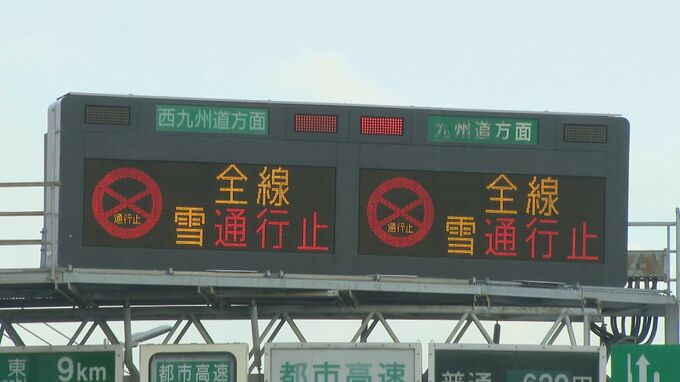 西九州道方面
九州道方面
全線
通行止
雪通行止
全線
通行止
雪通行止
東
9km
都市高速
都市高速
普通